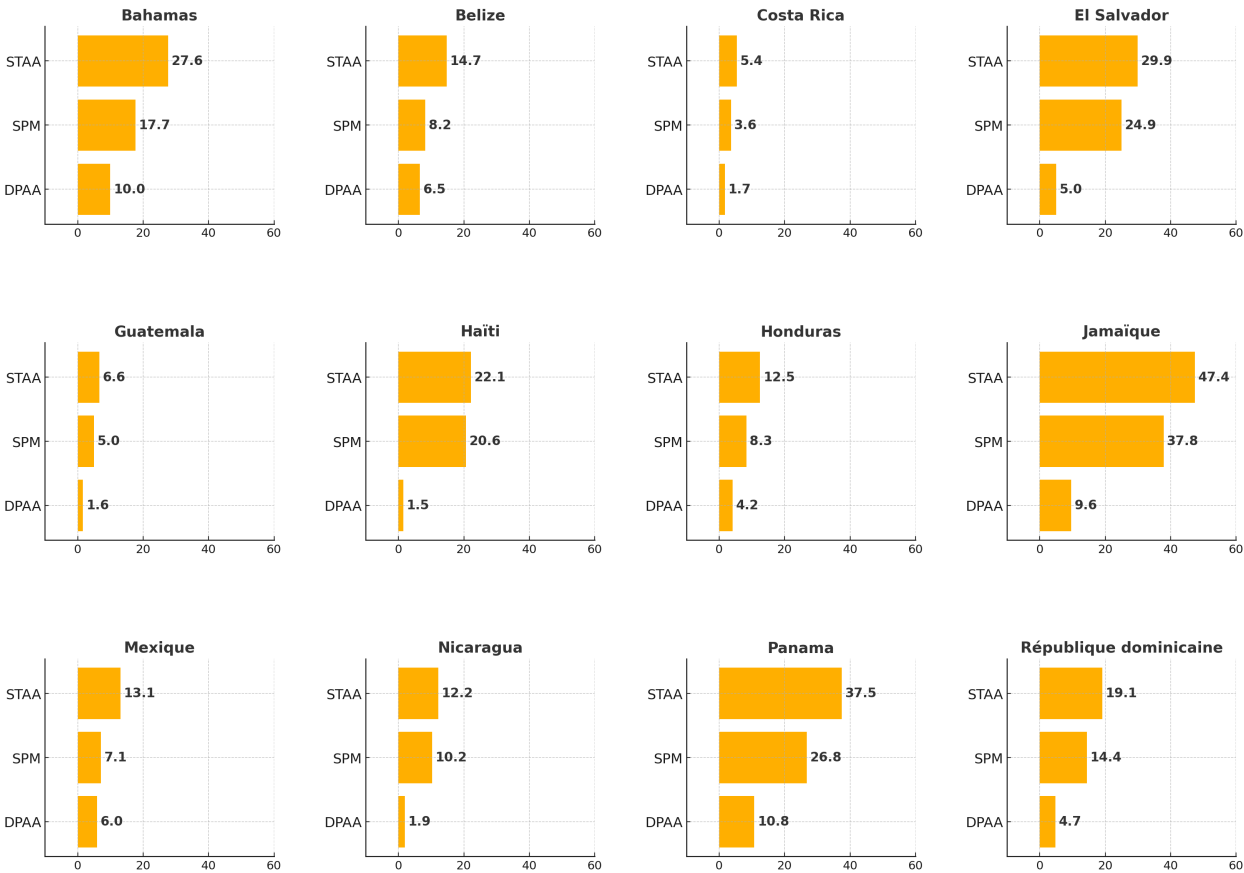 Bahamas
STAA 27.6
SPM 17.7
DPAA 10.0
0 20 40 60
Belize
STAA 14.7
SPM 8.2
DPAA 6.5
0 20 40 60
Costa Rica
STAA 5.4
SPM 3.6
DPAA 1.7
0 20 40 60
El Salvador
STAA 29.9
SPM 24.9
DPAA 5.0
0 20 40 60
Guatemala
STAA 6.6
SPM 5.0
DPAA 1.6
0 20 40 60
Haïti
STAA 22.1
SPM 20.6
DPAA 1.5
0 20 40 60
Honduras
STAA 12.5
SPM 8.3
DPAA 4.2
0 20 40 60
Jamaïque
STAA 47.4
SPM 37.8
DPAA 9.6
0 20 40 60
Mexique
STAA 13.1
SPM 7.1
DPAA 6.0
0 20 40 60
Nicaragua
STAA 12.2
SPM 10.2
DPAA 1.9
0 20 40 60
Panama
STAA 37.5
SPM 26.8
DPAA 10.8
0 20 40 60
République dominicaine
STAA 19.1
SPM 14.4
DPAA 4.7
0 20 40 60